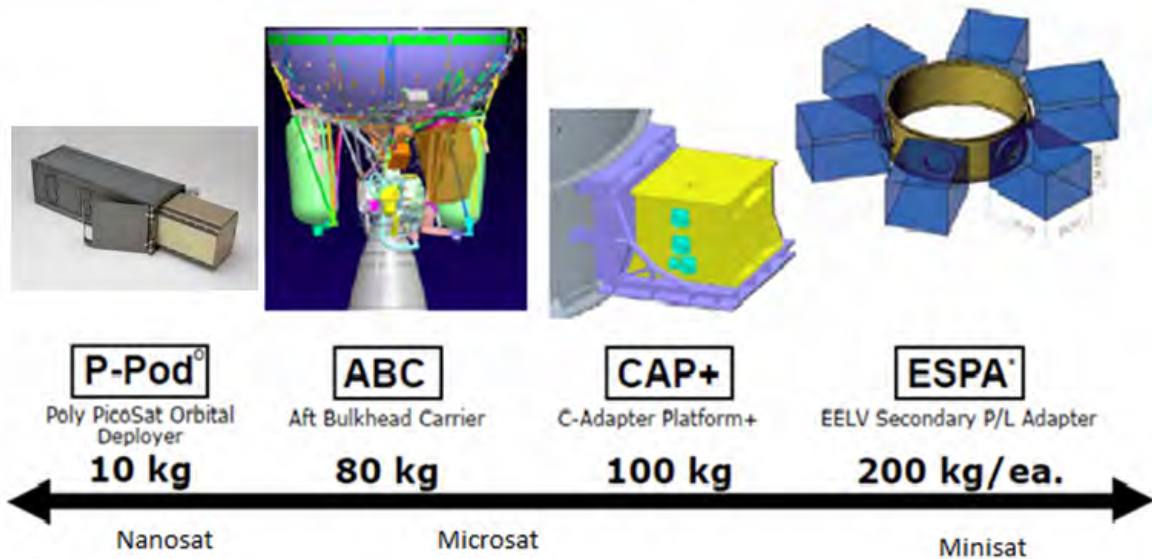 P-Pod
Poly PicoSat Orbital
Deployer
10 kg
ABC
Aft Bulkhead Carrier
80 kg
CAP+
C-Adapter Platform+
100 kg
ESPA*
EELV Secondary P/L Adapter
200 kg/ea.
Nanosat
Microsat
Minisat